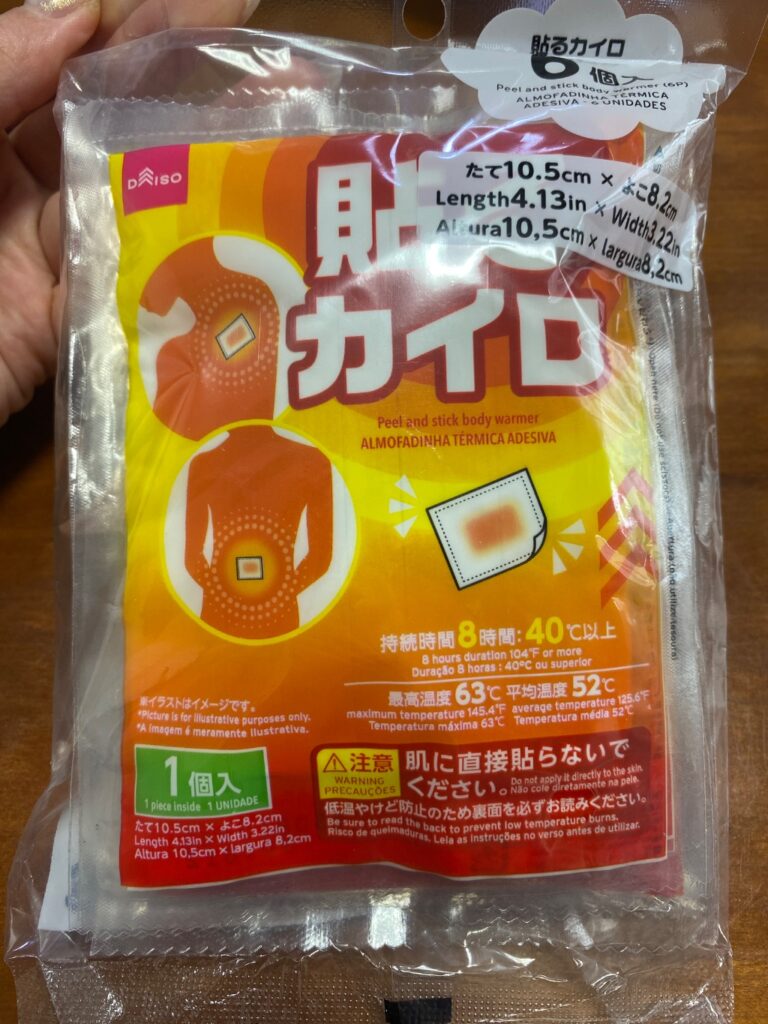 貼るカイロ
6個入
Peel and stick body warmer (6P)
ALMOFADINHA TÉRMICA
ADESIVA - 6 UNIDADES
たて10.5cm × よこ8.2cm
Length4.13in × Width3.22in
Altura10,5cm × largura8,2cm
DAISO
貼る
カイロ
Peel and stick body warmer
ALMOFADINHA TÉRMICA ADESIVA
持続時間8時間:40℃以上
8 hours duration 104°F or more
Duração 8 horas : 40ºC ou superior
最高温度63℃ 平均温度52℃
maximum temperature 145.4°F average temperature 125.6°F
Temperatura máxima 63℃ Temperatura média 52℃
※イラストはイメージです。
*Picture is for illustrative purposes only.
*A imagem é meramente ilustrativa.
1個入
1 piece inside 1 UNIDADE
たて10.5cm × よこ8.2cm
Length 4.13in × Width 3.22in
Altura 10,5cm × largura 8,2cm
注意
WARNING
PRECAUÇÕES
肌に直接貼らないで
ください。
Do not apply it directly to the skin.
Não cole diretamente na pele.
低温やけど防止のため裏面を必ずお読みください。
Be sure to read the back to prevent low temperature burns.
Risco de queimaduras. Leia as instruções no verso antes de utilizar.